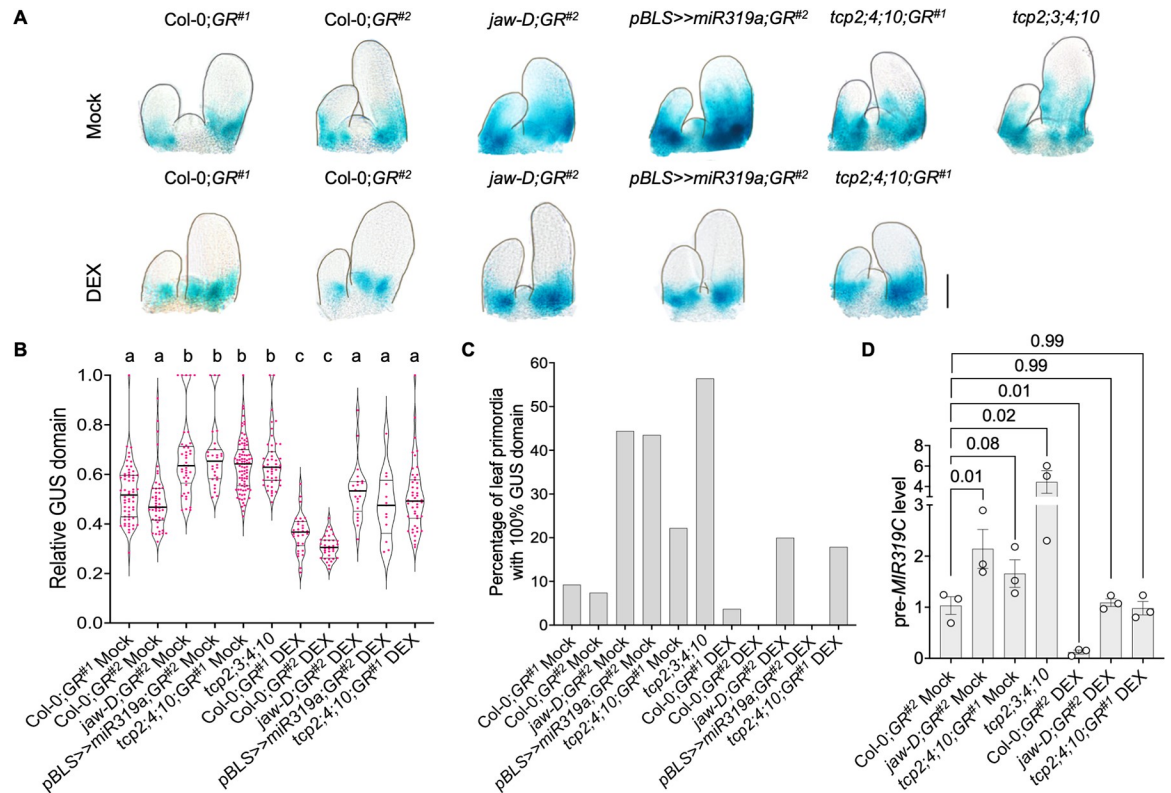 A
Col-0;GR#1 Col-0;GR#2 jaw-D;GR#2 pBLS>>miR319a;GR#2 tcp2;4;10;GR#1 tcp2;3;4;10
Mock
Col-0;GR#1 Col-0;GR#2 jaw-D;GR#2 pBLS>>miR319a;GR#2 tcp2;4;10;GR#1
DEX
B
a a b b b b c c a a a
Relative GUS domain
1.0
0.8
0.6
0.4
0.2
0.0
Col-0;GR#1 Mock
Col-0;GR#2 Mock
jaw-D;GR#2 Mock
pBLS>>miR319a;GR#2 Mock
tcp2;4;10;GR#1 Mock
tcp2;3;4;10
Col-0;GR#1 DEX
Col-0;GR#2 DEX
jaw-D;GR#2 DEX
pBLS>>miR319a;GR#2 DEX
tcp2;4;10;GR#1 DEX
C
Percentage of leaf primordia
with 100% GUS domain
60
50
40
30
20
10
0
Col-0;GR#1 Mock
Col-0;GR#2 Mock
jaw-D;GR#2 Mock
pBLS>>miR319a;GR#2 Mock
tcp2;4;10;GR#1 Mock
tcp2;3;4;10
Col-0;GR#1 DEX
Col-0;GR#2 DEX
jaw-D;GR#2 DEX
pBLS>>miR319a;GR#2 DEX
tcp2;4;10;GR#1 DEX
D
0.99
0.99
0.01
0.02
0.08
0.01
pre-MIR319C level
8
6
4
2
3
2
1
0
Col-0;GR#2 Mock
jaw-D;GR#2 Mock
tcp2;4;10;GR#1 Mock
tcp2;3;4;10
Col-0;GR#2 DEX
jaw-D;GR#2 DEX
tcp2;4;10;GR#1 DEX